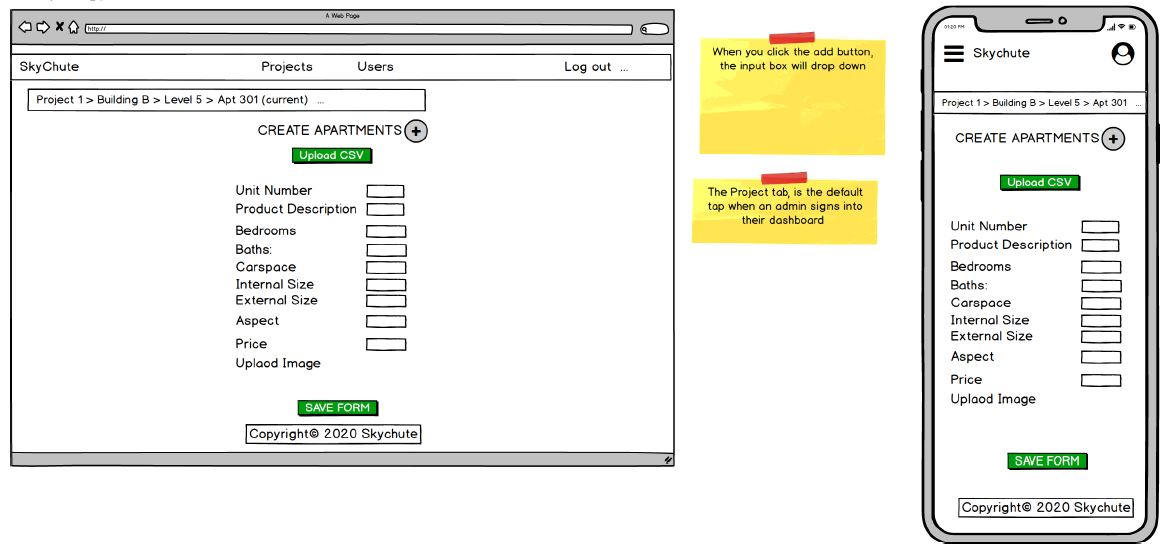 A Web Page
http://
SkyChute Projects Users Log out ...
Project 1 > Building B > Level 5 > Apt 301 (current) ...
CREATE APARTMENTS +
Upload CSV
Unit Number
Product Description
Bedrooms
Baths:
Carspace
Internal Size
External Size
Aspect
Price
Uplaod Image
SAVE FORM
Copyright© 2020 Skychute
When you click the add button,
the input box will drop down
The Project tab, is the default
tap when an admin signs into
their dashboard
01:20 PM
Skychute
Project 1 > Building B > Level 5 > Apt 301 ...
CREATE APARTMENTS +
Upload CSV
Unit Number
Product Description
Bedrooms
Baths:
Carspace
Internal Size
External Size
Aspect
Price
Uplaod Image
SAVE FORM
Copyright© 2020 Skychute